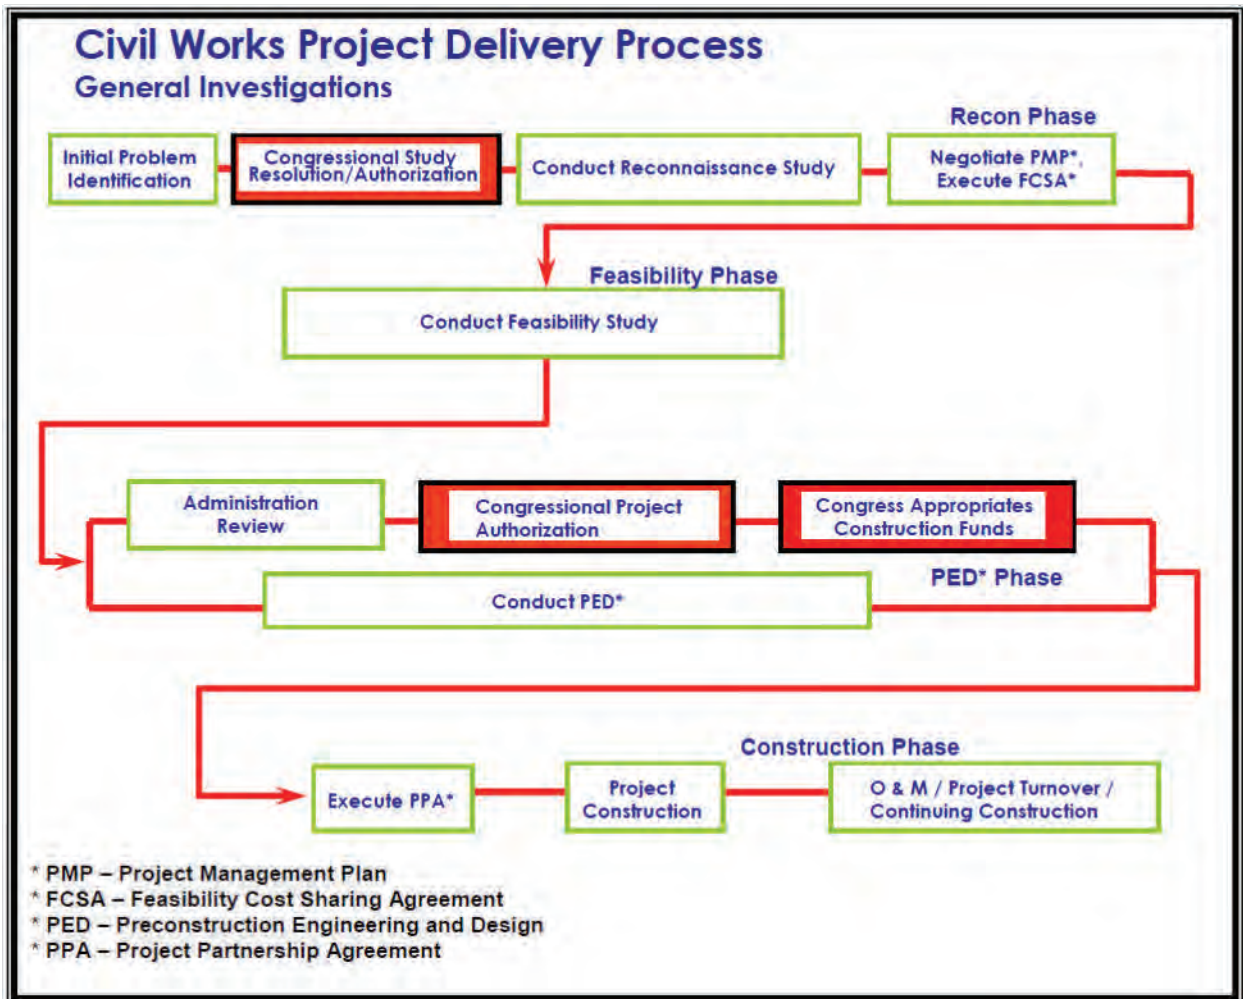 Civil Works Project Delivery Process
General Investigations
Recon Phase
Initial Problem
Identification
Congressional Study
Resolution/Authorization
Conduct Reconnaissance Study
Negotiate PMP*,
Execute FCSA*
Feasibility Phase
Conduct Feasibility Study
Administration
Review
Congressional Project
Authorization
Congress Appropriates
Construction Funds
PED* Phase
Conduct PED*
Construction Phase
Execute PPA*
Project
Construction
O & M / Project Turnover /
Continuing Construction
* PMP – Project Management Plan
* FCSA – Feasibility Cost Sharing Agreement
* PED – Preconstruction Engineering and Design
* PPA – Project Partnership Agreement